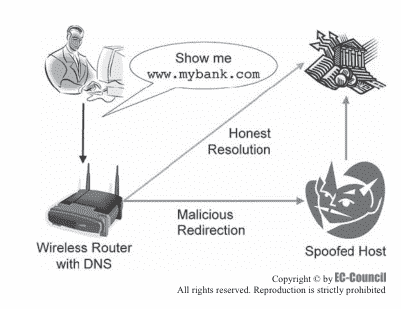 Show me
www.mybank.com
Honest
Resolution
Malicious
Redirection
Wireless Router
with DNS
Spoofed Host
Copyright © by EC-Council
All rights reserved. Reproduction is strictly prohibited